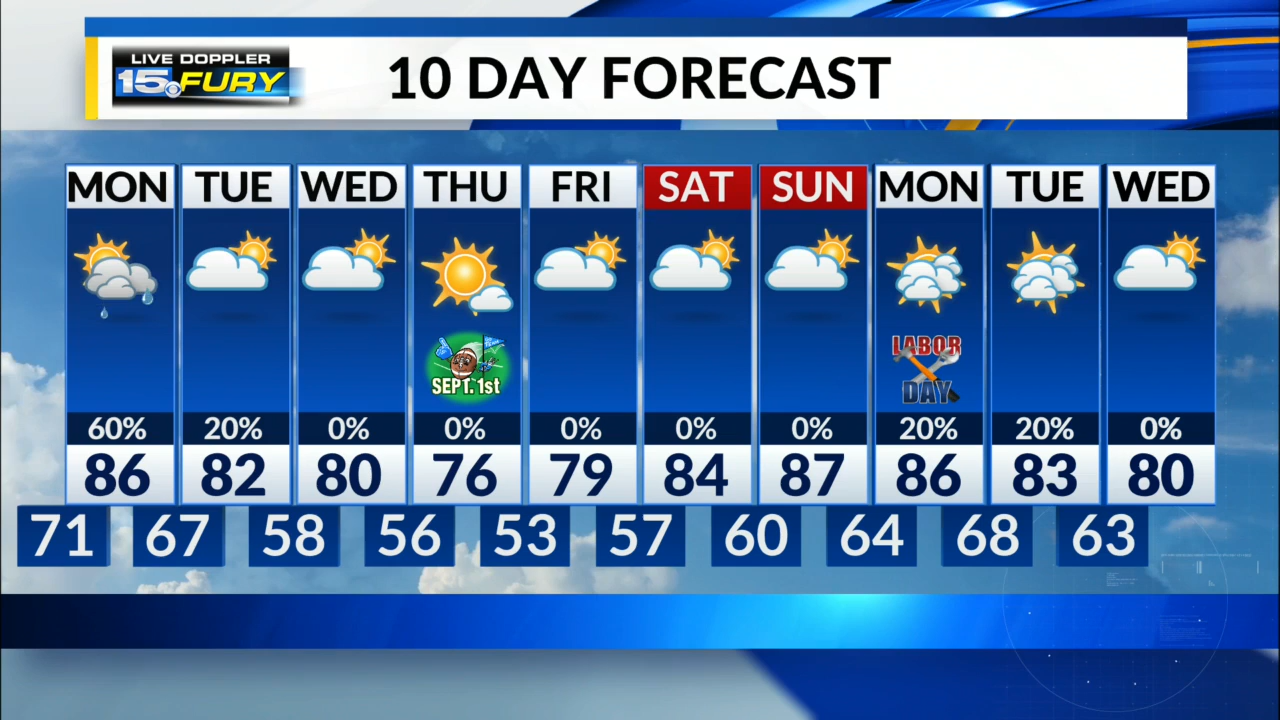 LIVE DOPPLER
15 FURY
10 DAY FORECAST
MON TUE WED THU FRI SAT SUN MON TUE WED
SEPT. 1st
LABOR
DAY
60% 20% 0% 0% 0% 0% 0% 20% 20% 0%
86 82 80 76 79 84 87 86 83 80
71 67 58 56 53 57 60 64 68 63